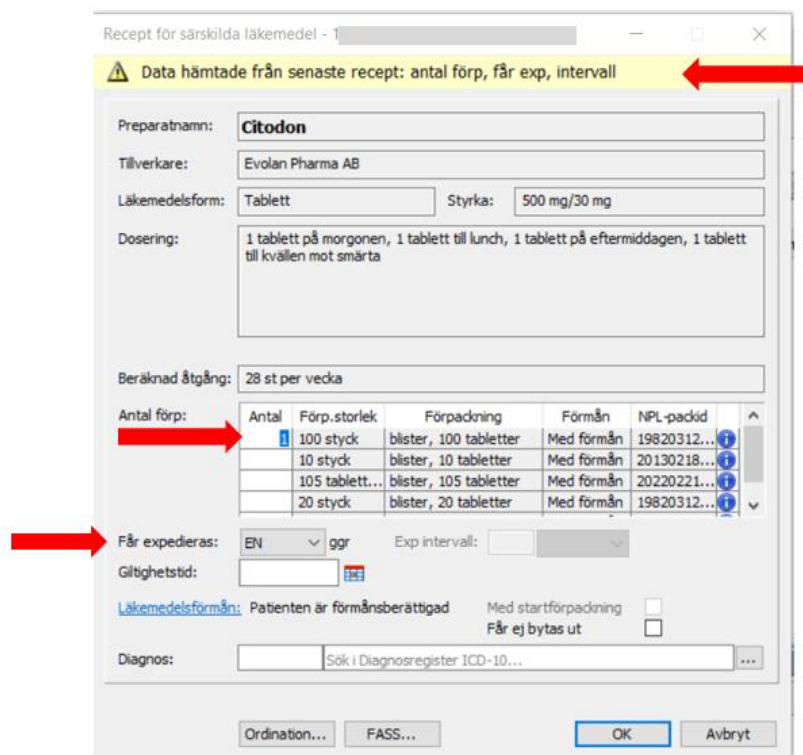 Recept för särskilda läkemedel - 1
Data hämtade från senaste recept: antal förp, får exp, intervall
Preparatnamn: Citodon
Tillverkare: Evolan Pharma AB
Läkemedelsform: Tablett Styrka: 500 mg/30 mg
Dosering: 1 tablett på morgonen, 1 tablett till lunch, 1 tablett på eftermiddagen, 1 tablett
till kvällen mot smärta
Beräknad åtgång: 28 st per vecka
Antal förp: Antal Förp.storlek Förpackning Förmån NPL-packid
1 100 styck blister, 100 tabletter Med förmån 19820312...
10 styck blister, 10 tabletter Med förmån 20130218...
105 tablett... blister, 105 tabletter Med förmån 20220221...
20 styck blister, 20 tabletter Med förmån 19820312...
Får expedieras: EN ggr Exp intervall:
Giltighetstid:
Läkemedelsförmån: Patienten är förmånsberättigad Med startförpackning
Får ej bytas ut
Diagnos: Sök i Diagnosregister ICD-10... ...
Ordination... FASS... OK Avbryt